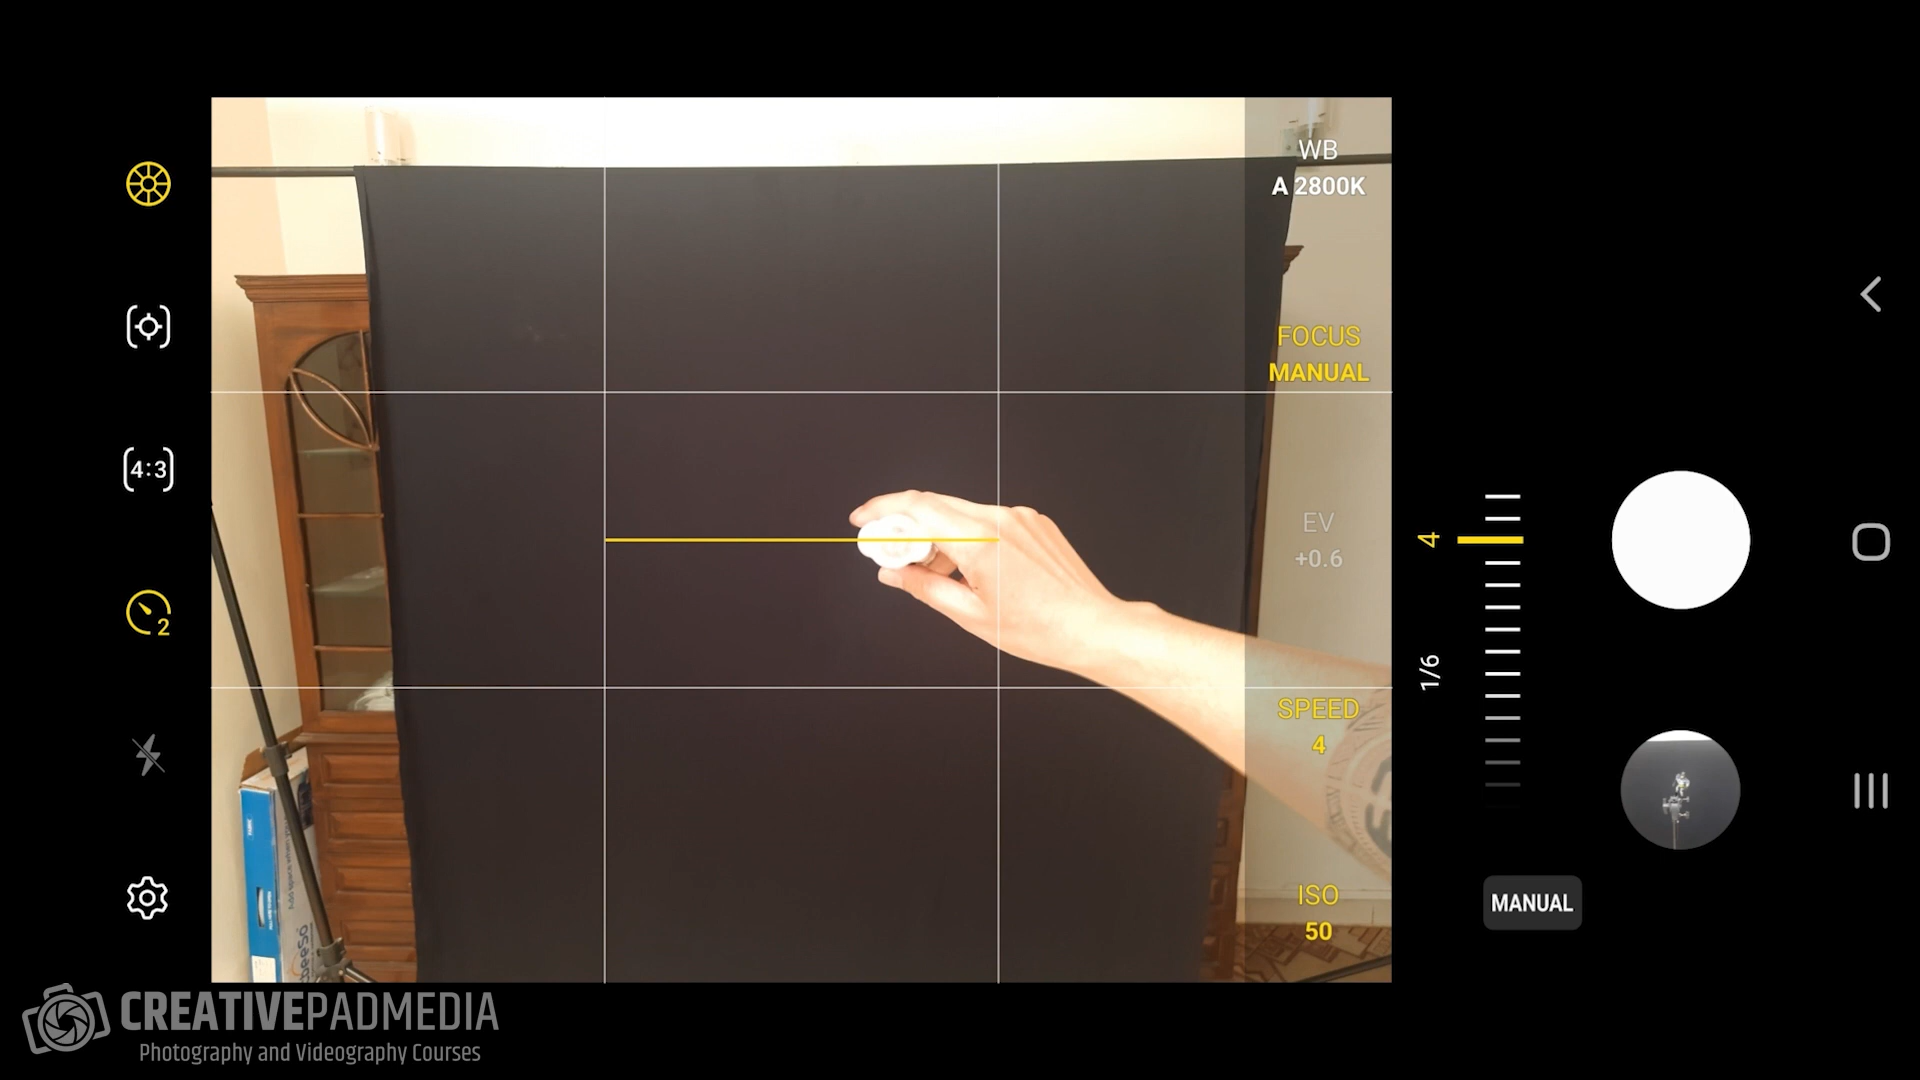 WB
A 2800K
FOCUS
MANUAL
4:3
EV
+0.6
4
2
1/6
SPEED
4
ISO
50
MANUAL
CREATIVEPADMEDIA
Photography and Videography Courses